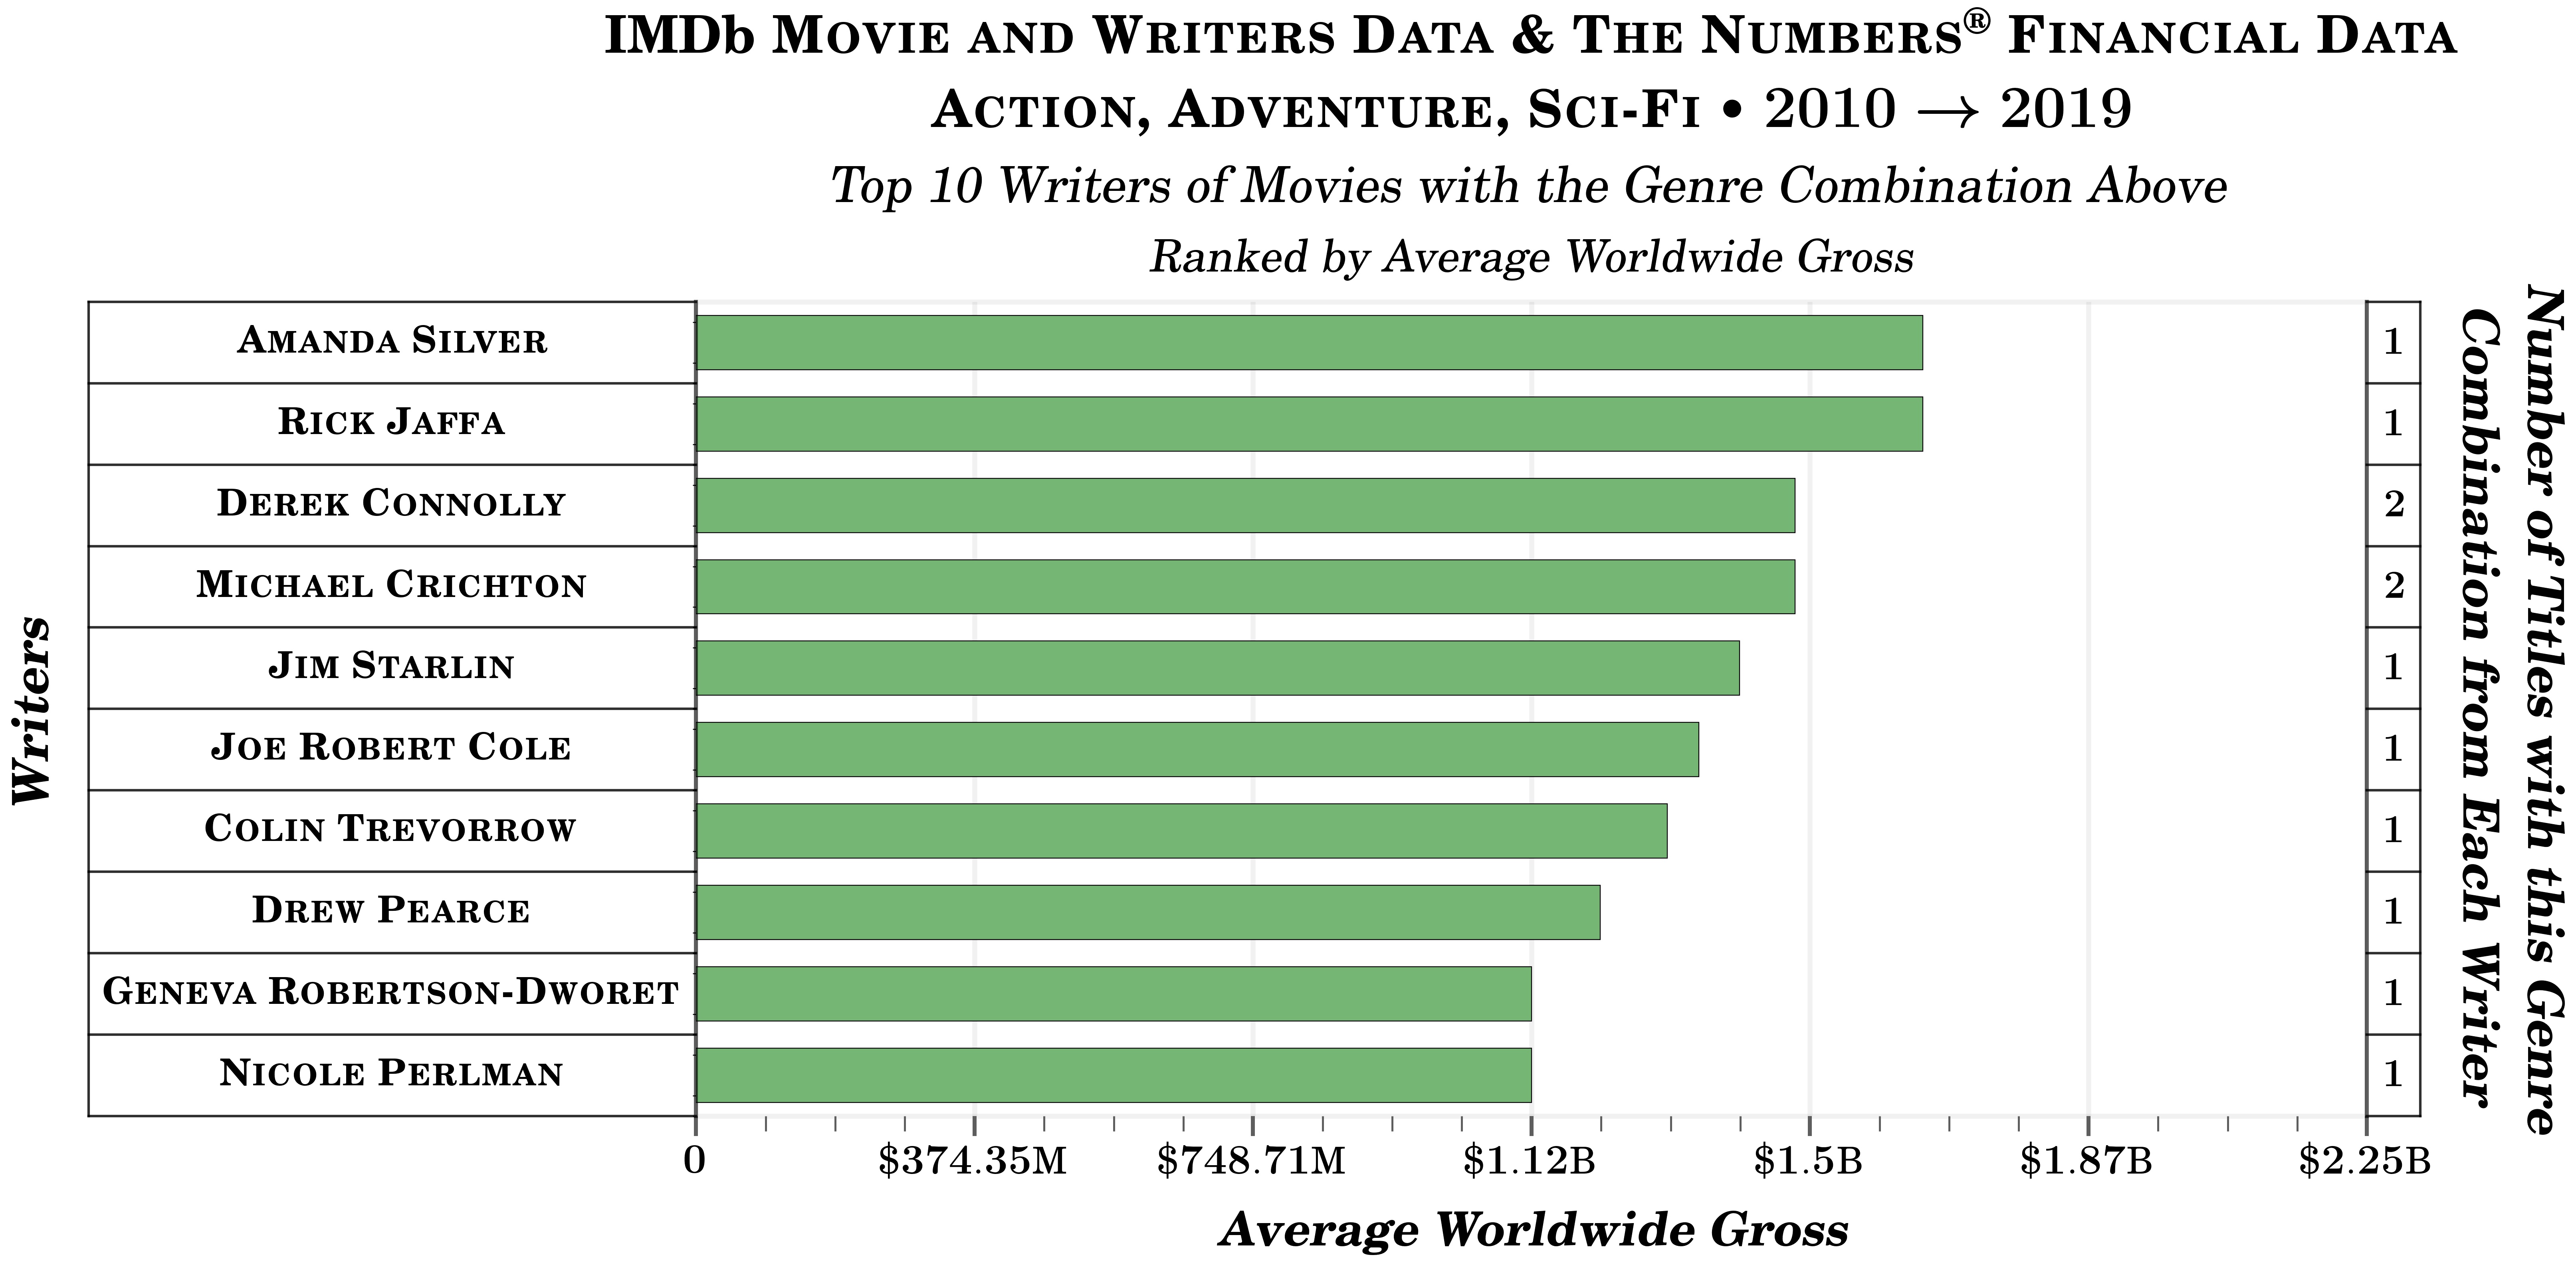 IMDb Movie and Writers Data & The Numbers® Financial Data
Action, Adventure, Sci-Fi • 2010 → 2019
Top 10 Writers of Movies with the Genre Combination Above
Ranked by Average Worldwide Gross
Writers
Amanda Silver 1
Rick Jaffa 1
Derek Connolly 2
Michael Crichton 2
Jim Starlin 1
Joe Robert Cole 1
Colin Trevorrow 1
Drew Pearce 1
Geneva Robertson-Dworet 1
Nicole Perlman 1
Number of Titles with this Genre
Combination from Each Writer
0 $374.35M $748.71M $1.12B $1.5B $1.87B $2.25B
Average Worldwide Gross